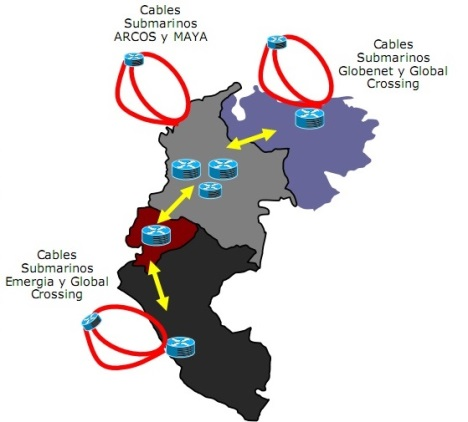 Cables
Submarinos
ARCOS y MAYA
Cables
Submarinos
Globenet y Global
Crossing
Cables
Submarinos
Emergia y Global
Crossing